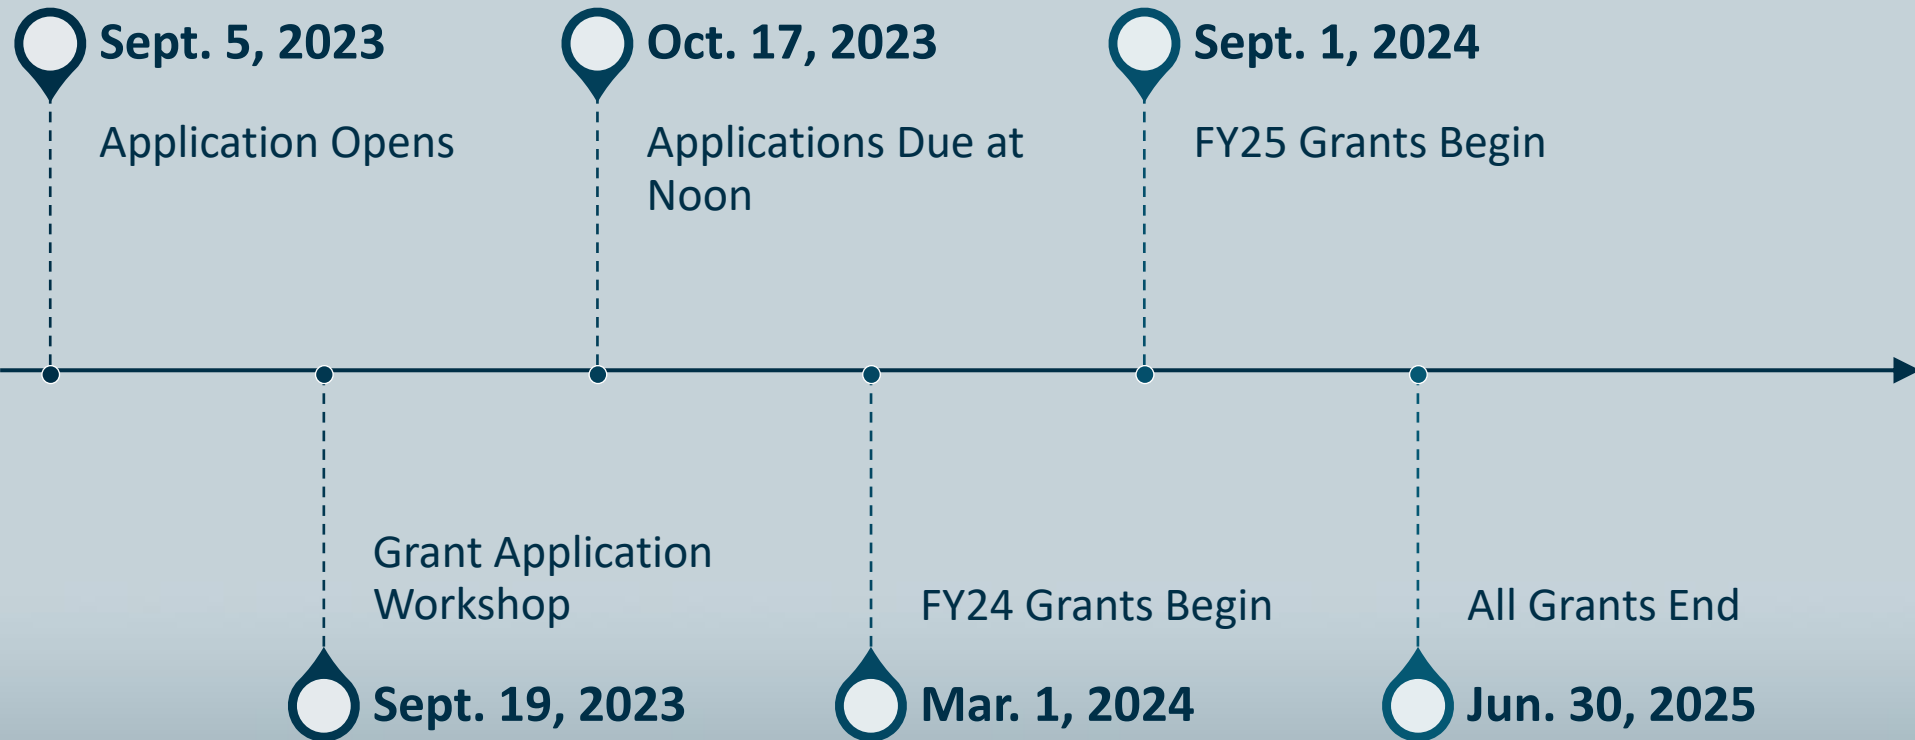 Sept. 5, 2023
Application Opens
Oct. 17, 2023
Applications Due at
Noon
Sept. 1, 2024
FY25 Grants Begin
Grant Application
Workshop
Sept. 19, 2023
FY24 Grants Begin
Mar. 1, 2024
All Grants End
Jun. 30, 2025